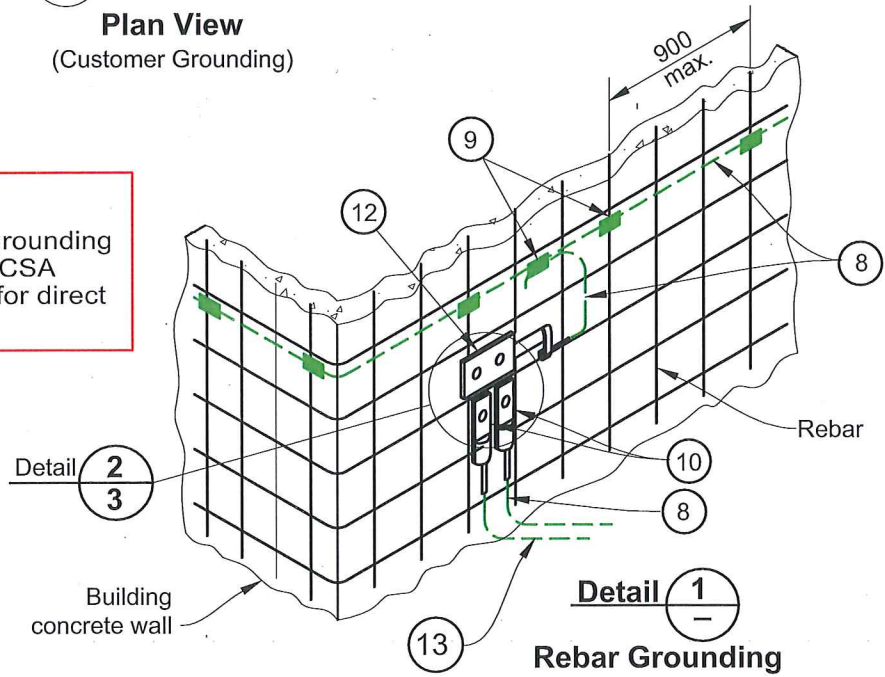 Plan View
(Customer Grounding)
900
max.
9
12
rounding
CSA
for direct
8
Rebar
Detail 2
3
10
8
Building
concrete wall
13
Detail 1
–
Rebar Grounding